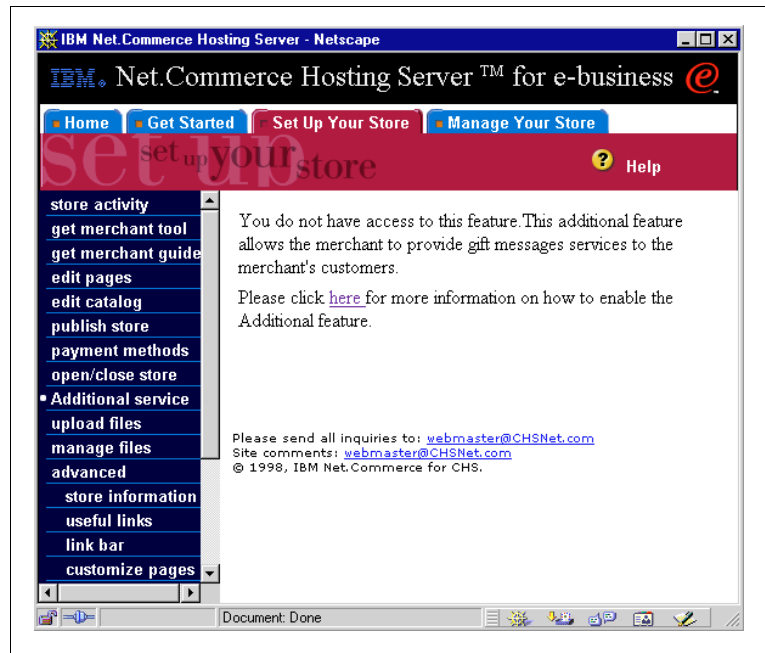 IBM Net.Commerce Hosting Server - Netscape
IBM. Net.Commerce Hosting Server ™ for e-business e
Home Get Started Set Up Your Store Manage Your Store
set up set up your store
? Help
store activity
get merchant tool
get merchant guide
edit pages
edit catalog
publish store
payment methods
open/close store
Additional service
upload files
manage files
advanced
store information
useful links
link bar
customize pages
You do not have access to this feature.This additional feature
allows the merchant to provide gift messages services to the
merchant's customers.
Please click here for more information on how to enable the
Additional feature.
Please send all inquiries to: webmaster@CHSNet.com
Site comments: webmaster@CHSNet.com
© 1998, IBM Net.Commerce for CHS.
Document: Done